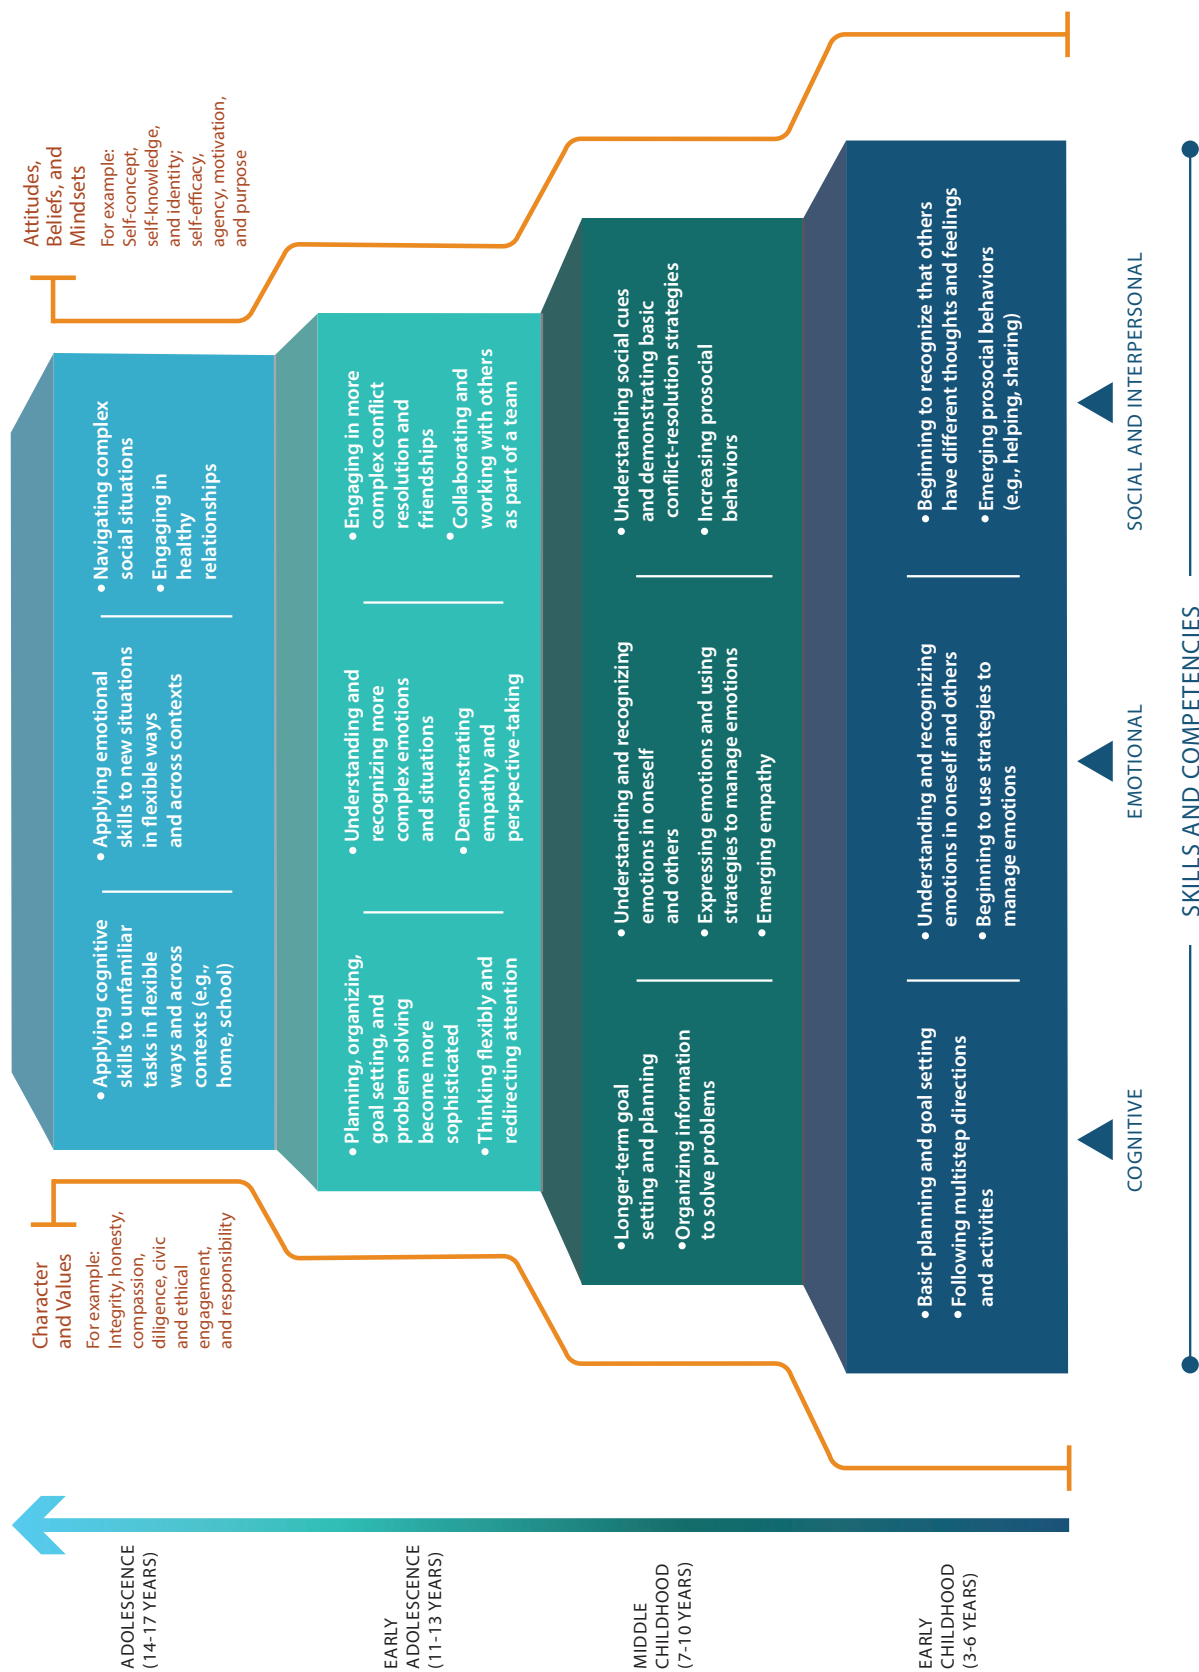 ADOLESCENCE
(14-17 YEARS)
Character
and Values
For example:
Integrity, honesty,
compassion,
diligence, civic
and ethical
engagement,
and responsibility
• Applying cognitive
skills to unfamiliar
tasks in flexible
ways and across
contexts (e.g.,
home, school)
• Applying emotional
skills to new situations
in flexible ways
and across contexts
• Navigating complex
social situations
• Engaging in
healthy
relationships
Attitudes,
Beliefs, and
Mindsets
For example:
Self-concept,
self-knowledge,
and identity;
self-efficacy,
agency, motivation,
and purpose
EARLY
ADOLESCENCE
(11-13 YEARS)
• Planning, organizing,
goal setting, and
problem solving
become more
sophisticated
• Thinking flexibly and
redirecting attention
• Understanding and
recognizing more
complex emotions
and situations
• Demonstrating
empathy and
perspective-taking
• Engaging in more
complex conflict
resolution and
friendships
• Collaborating and
working with others
as part of a team
MIDDLE
CHILDHOOD
(7-10 YEARS)
• Longer-term goal
setting and planning
• Organizing information
to solve problems
• Understanding and recognizing
emotions in oneself
and others
• Expressing emotions and using
strategies to manage emotions
• Emerging empathy
• Understanding social cues
and demonstrating basic
conflict-resolution strategies
• Increasing prosocial
behaviors
EARLY
CHILDHOOD
(3-6 YEARS)
• Basic planning and goal setting
• Following multistep directions
and activities
• Understanding and recognizing
emotions in oneself and others
• Beginning to use strategies to
manage emotions
• Beginning to recognize that others
have different thoughts and feelings
• Emerging prosocial behaviors
(e.g., helping, sharing)
COGNITIVE
EMOTIONAL
SOCIAL AND INTERPERSONAL
SKILLS AND COMPETENCIES